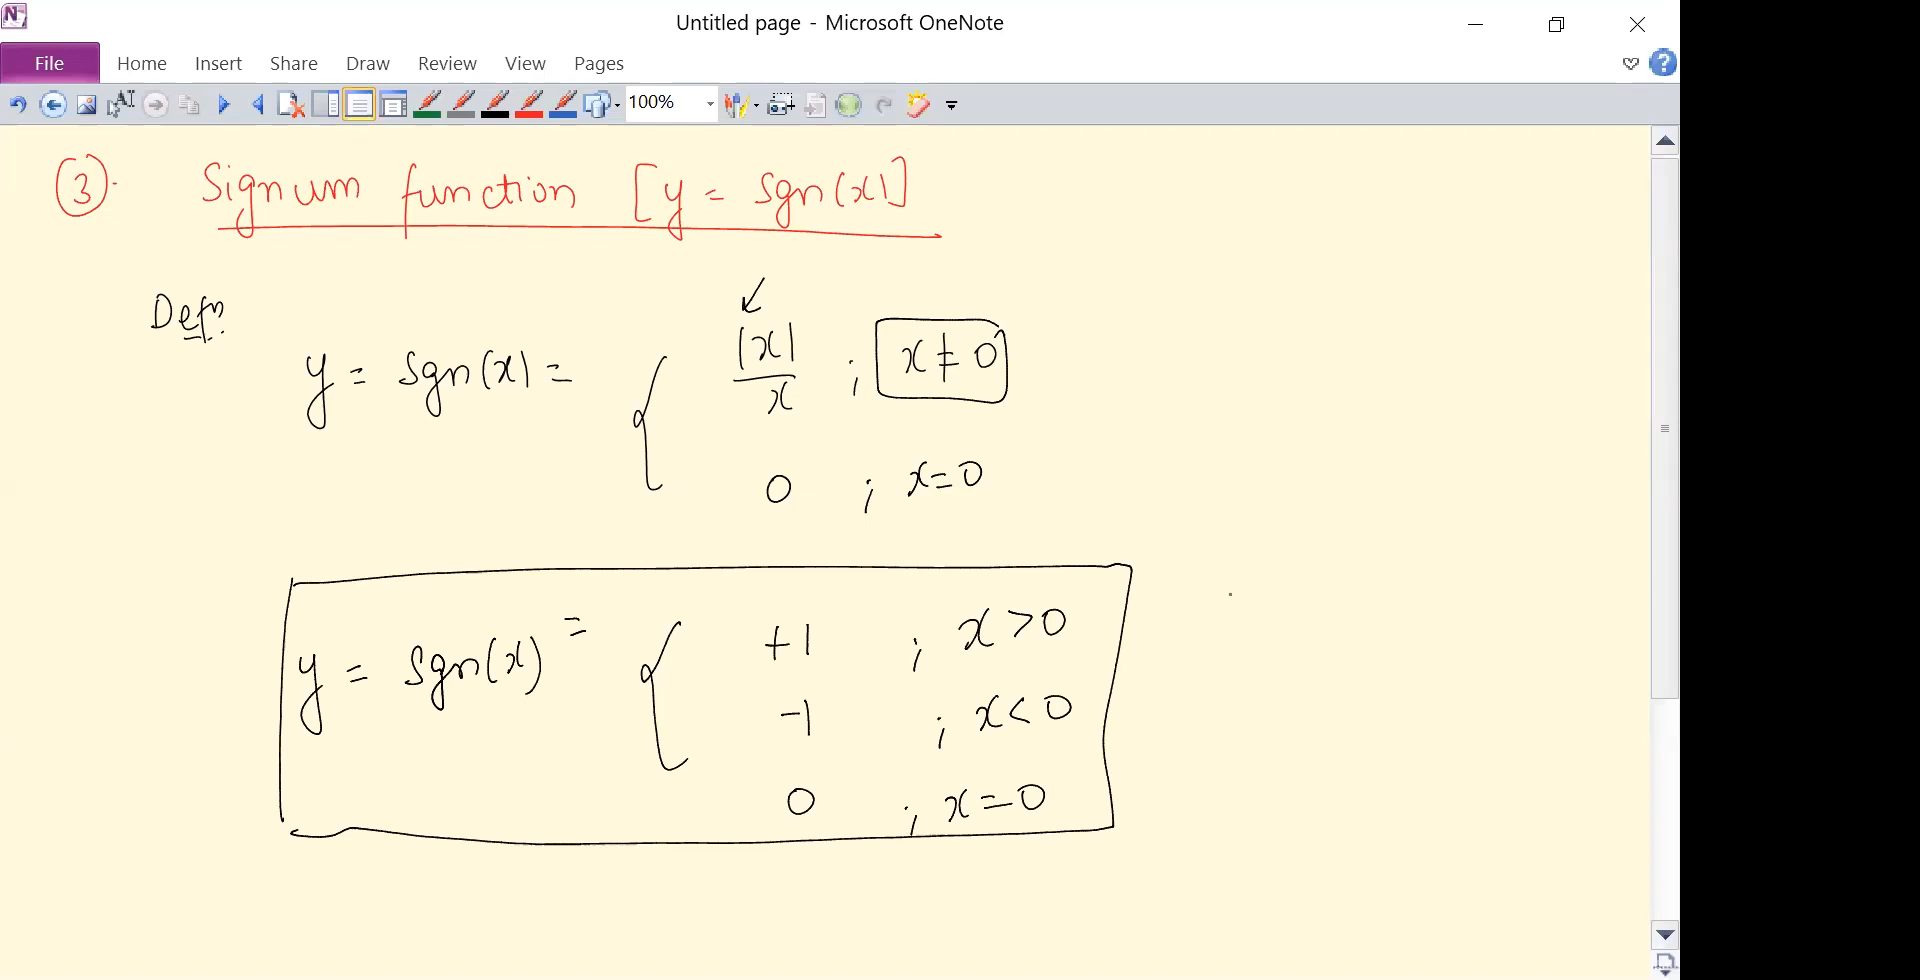 Untitled page - Microsoft OneNote
File Home Insert Share Draw Review View Pages
100%
③. Signum function [y = sgn(x)]
Defn.
y = sgn(x) = { |x|/x ; x ≠ 0
0 ; x=0
y = sgn(x) = { +1 ; x>0
-1 ; x<0
0 ; x=0